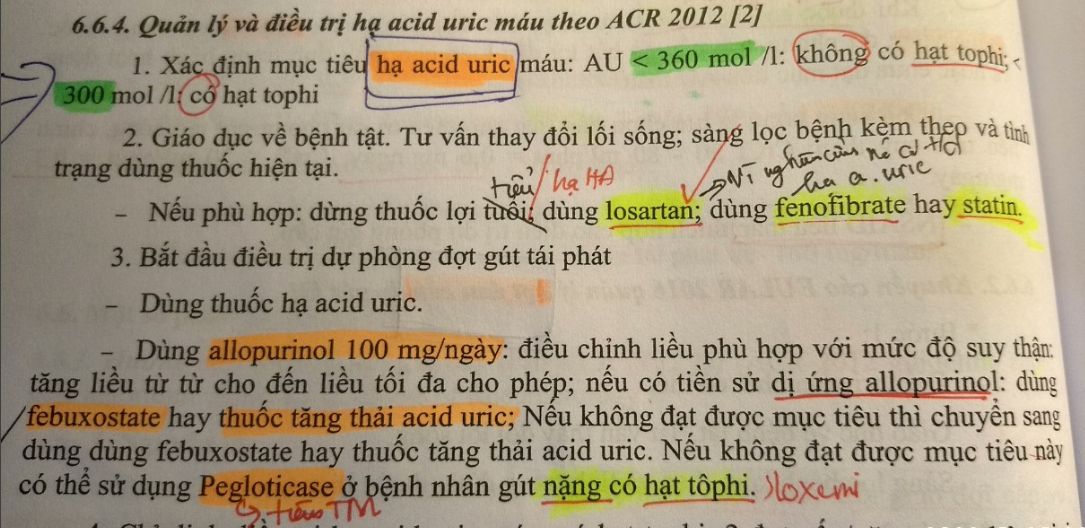 6.6.4. Quản lý và điều trị hạ acid uric máu theo ACR 2012 [2]
1. Xác định mục tiêu hạ acid uric máu: AU < 360 mol /l: không có hạt tophi; <
300 mol /l: có hạt tophi
2. Giáo dục về bệnh tật. Tư vấn thay đổi lối sống; sàng lọc bệnh kèm theo và tình
trạng dùng thuốc hiện tại.
tiểu / hạ HA
nghiên cứu nó có
hạ a. uric
- Nếu phù hợp: dừng thuốc lợi tuổi; dùng losartan; dùng fenofibrate hay statin.
3. Bắt đầu điều trị dự phòng đợt gút tái phát
- Dùng thuốc hạ acid uric.
- Dùng allopurinol 100 mg/ngày: điều chỉnh liều phù hợp với mức độ suy thận:
tăng liều từ từ cho đến liều tối đa cho phép; nếu có tiền sử dị ứng allopurinol: dùng
febuxostate hay thuốc tăng thải acid uric; Nếu không đạt được mục tiêu thì chuyển sang
dùng dùng febuxostate hay thuốc tăng thải acid uric. Nếu không đạt được mục tiêu này
có thể sử dụng Pegloticase ở bệnh nhân gút nặng có hạt tôphi.
tiêm TM